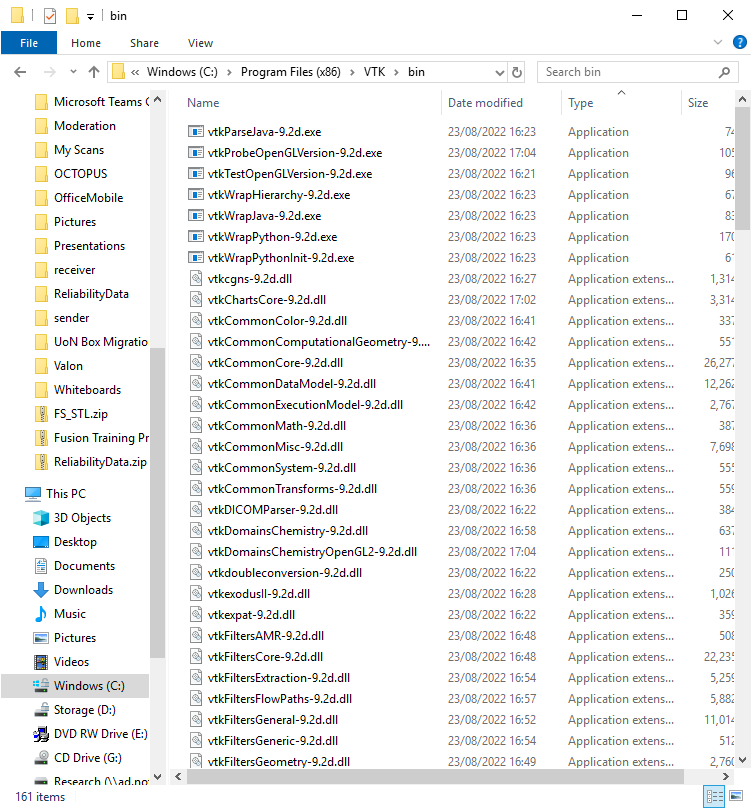 bin
File Home Share View
« Windows (C:) › Program Files (x86) › VTK › bin
Search bin
Microsoft Teams C
Moderation
My Scans
OCTOPUS
OfficeMobile
Pictures
Presentations
receiver
ReliabilityData
sender
UoN Box Migratio
Valon
Whiteboards
FS_STL.zip
Fusion Training Pr
ReliabilityData.zip
This PC
3D Objects
Desktop
Documents
Downloads
Music
Pictures
Videos
Windows (C:)
Storage (D:)
DVD RW Drive (E:)
CD Drive (G:)
Research (\\ad.not
Name Date modified Type Size
vtkParseJava-9.2d.exe 23/08/2022 16:23 Application 74
vtkProbeOpenGLVersion-9.2d.exe 23/08/2022 17:04 Application 105
vtkTestOpenGLVersion-9.2d.exe 23/08/2022 16:21 Application 96
vtkWrapHierarchy-9.2d.exe 23/08/2022 16:23 Application 67
vtkWrapJava-9.2d.exe 23/08/2022 16:23 Application 83
vtkWrapPython-9.2d.exe 23/08/2022 16:23 Application 170
vtkWrapPythonInit-9.2d.exe 23/08/2022 16:23 Application 61
vtkcgns-9.2d.dll 23/08/2022 16:27 Application extens... 1,314
vtkChartsCore-9.2d.dll 23/08/2022 17:02 Application extens... 3,314
vtkCommonColor-9.2d.dll 23/08/2022 16:41 Application extens... 337
vtkCommonComputationalGeometry-9.... 23/08/2022 16:42 Application extens... 551
vtkCommonCore-9.2d.dll 23/08/2022 16:35 Application extens... 26,277
vtkCommonDataModel-9.2d.dll 23/08/2022 16:41 Application extens... 12,262
vtkCommonExecutionModel-9.2d.dll 23/08/2022 16:42 Application extens... 2,767
vtkCommonMath-9.2d.dll 23/08/2022 16:36 Application extens... 387
vtkCommonMisc-9.2d.dll 23/08/2022 16:36 Application extens... 7,698
vtkCommonSystem-9.2d.dll 23/08/2022 16:36 Application extens... 555
vtkCommonTransforms-9.2d.dll 23/08/2022 16:36 Application extens... 559
vtkDICOMParser-9.2d.dll 23/08/2022 16:22 Application extens... 384
vtkDomainsChemistry-9.2d.dll 23/08/2022 16:58 Application extens... 637
vtkDomainsChemistryOpenGL2-9.2d.dll 23/08/2022 17:04 Application extens... 111
vtkdoubleconversion-9.2d.dll 23/08/2022 16:22 Application extens... 250
vtkexodusII-9.2d.dll 23/08/2022 16:28 Application extens... 1,026
vtkexpat-9.2d.dll 23/08/2022 16:22 Application extens... 359
vtkFiltersAMR-9.2d.dll 23/08/2022 16:48 Application extens... 508
vtkFiltersCore-9.2d.dll 23/08/2022 16:48 Application extens... 22,235
vtkFiltersExtraction-9.2d.dll 23/08/2022 16:54 Application extens... 5,259
vtkFiltersFlowPaths-9.2d.dll 23/08/2022 16:57 Application extens... 5,882
vtkFiltersGeneral-9.2d.dll 23/08/2022 16:52 Application extens... 11,014
vtkFiltersGeneric-9.2d.dll 23/08/2022 16:54 Application extens... 512
vtkFiltersGeometry-9.2d.dll 23/08/2022 16:49 Application extens... 2,760
161 items